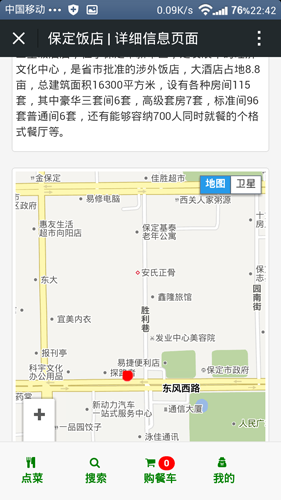 中国移动 0.09K/s 76% 22:42
保定饭店 | 详细信息页面
文化中心，是省市批准的涉外饭店，大酒店占地8.8
亩，总建筑面积16300平方米，设有各种房间115
套，其中豪华三套间6套，高级套房7套，标准间96
套普通间6套，还有能够容纳700人同时就餐的个格
式餐厅等。
金保定
佳胜超市
地图 卫星
易修电脑
西关人家粥源
区政府
惠友生活
超市向阳店
保定基泰
老年公寓
十
房
安氏正骨
东大
保
志
园南街
鑫隆旅馆
宜美内衣
胜利巷
发业中心美容院
报刊亭
易捷便利店
科宇文化
办公用品
保定市政府
东风西路
药堂
新动力汽车
一站式服务中心
通信大厦
人民广
一品园饺子
泳佳通讯
+
点菜
搜索
购餐车 0
我的